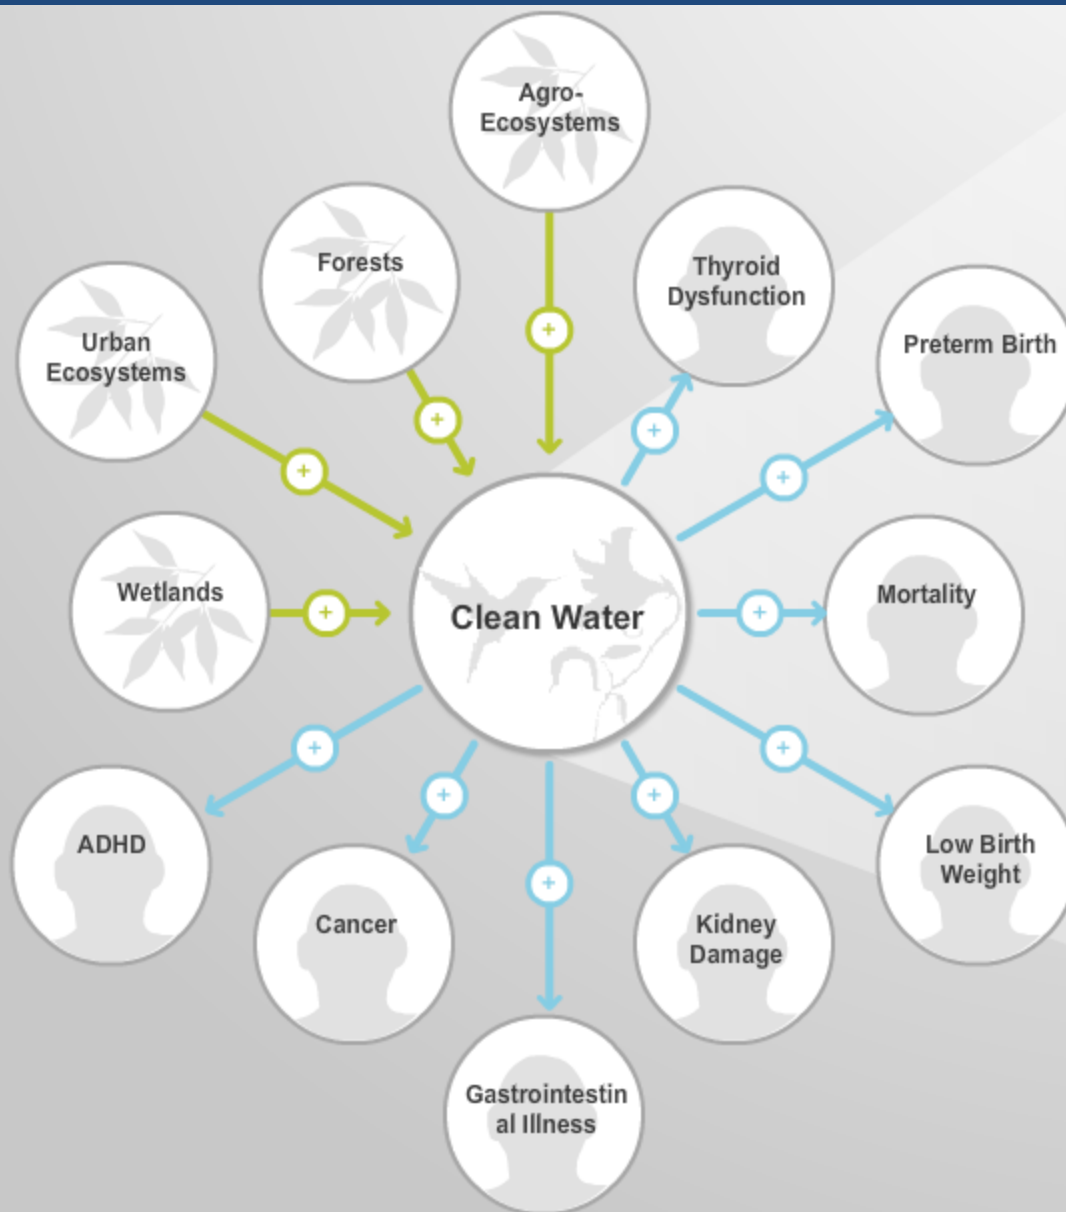 Agro-
Ecosystems
Forests
Thyroid
Dysfunction
Urban
Ecosystems
Preterm Birth
+
+
+
+
+
+
Wetlands
Mortality
Clean Water
+
+
+
+
ADHD
+
+
Low Birth
Weight
Cancer
Kidney
Damage
+
Gastrointestin
al Illness